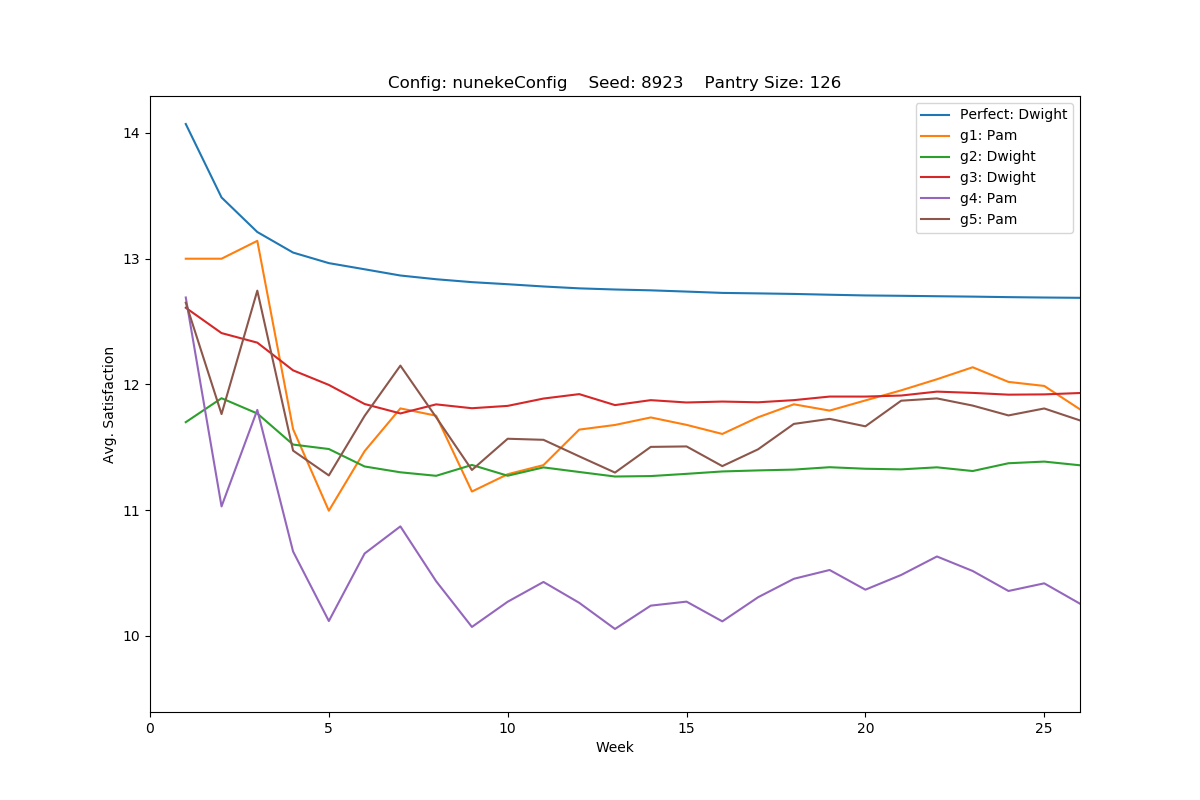 Config: nunekeConfig    Seed: 8923    Pantry Size: 126
Perfect: Dwight
g1: Pam
g2: Dwight
g3: Dwight
g4: Pam
g5: Pam
14
13
12
11
10
Avg. Satisfaction
0 5 10 15 20 25
Week